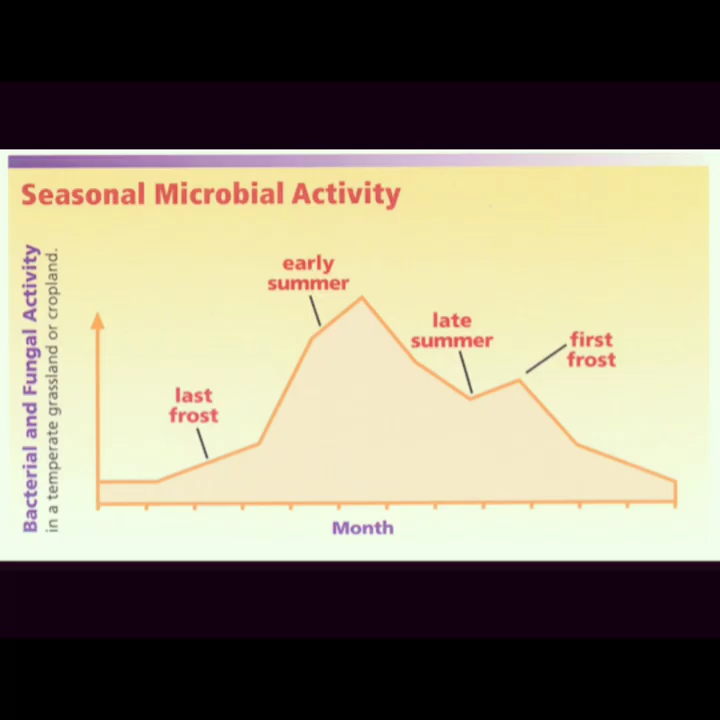 Seasonal Microbial Activity
Bacterial and Fungal Activity
in a temperate grassland or cropland.
early
summer
late
summer
first
frost
last
frost
Month